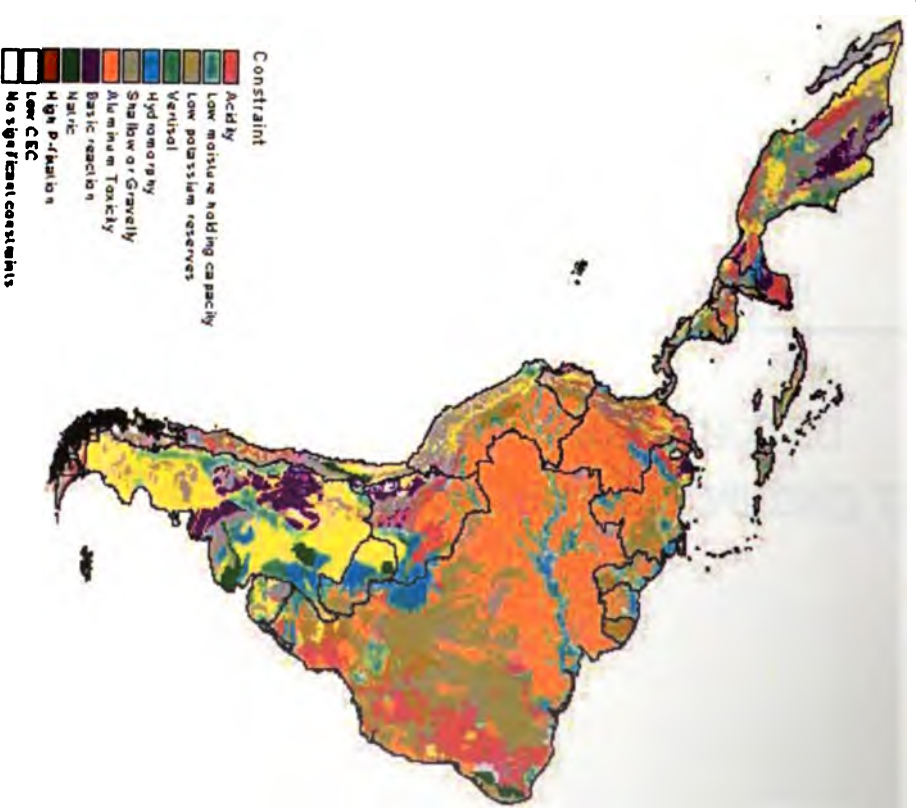 Constraint
Acidity
Low moisture holding capacity
Low potassium reserves
Vertisol
Hydromorphy
Shallow or Gravelly
Aluminum Toxicity
Basic reaction
Natric
High P-fixation
Low CEC
No significant constraints